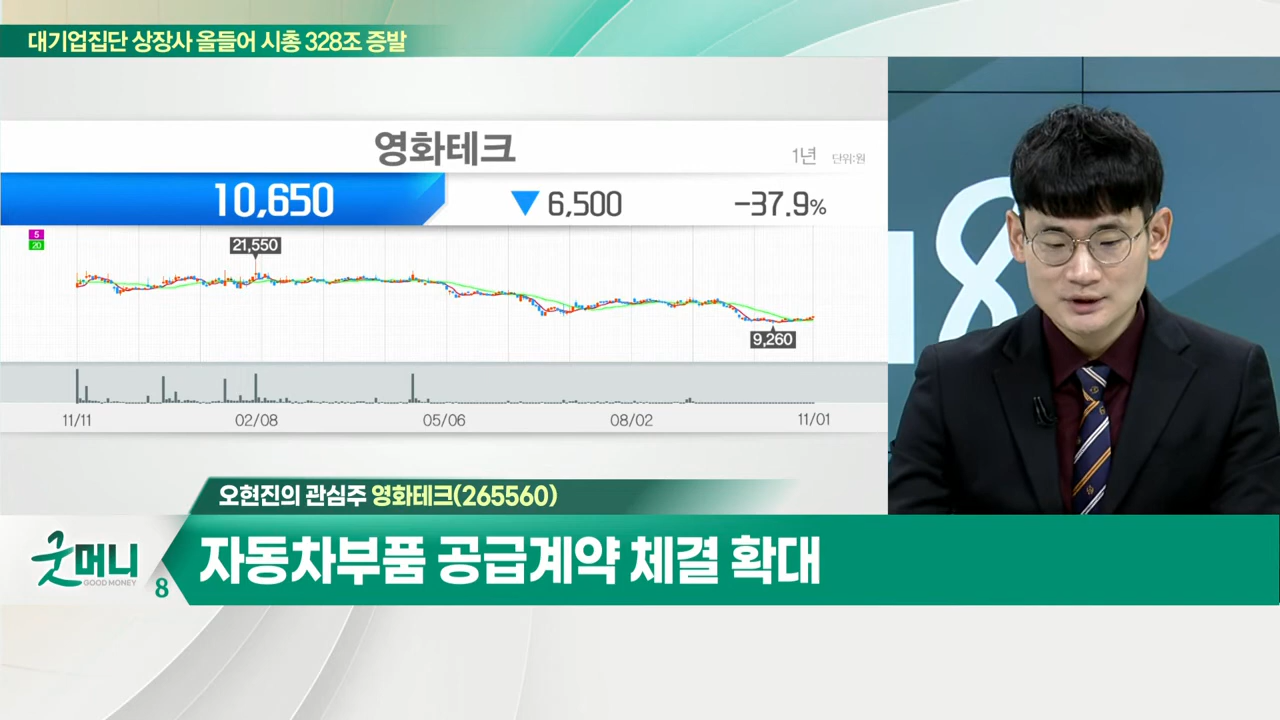 대기업집단 상장사 올들어 시총 328조 증발
영화테크
1년 단위:원
10,650 ▼ 6,500 -37.9%
5
20
21,550
9,260
11/11 02/08 05/06 08/02 11/01
8
오현진의 관심주 영화테크(265560)
자동차부품 공급계약 체결 확대
굿머니
GOOD MONEY
8